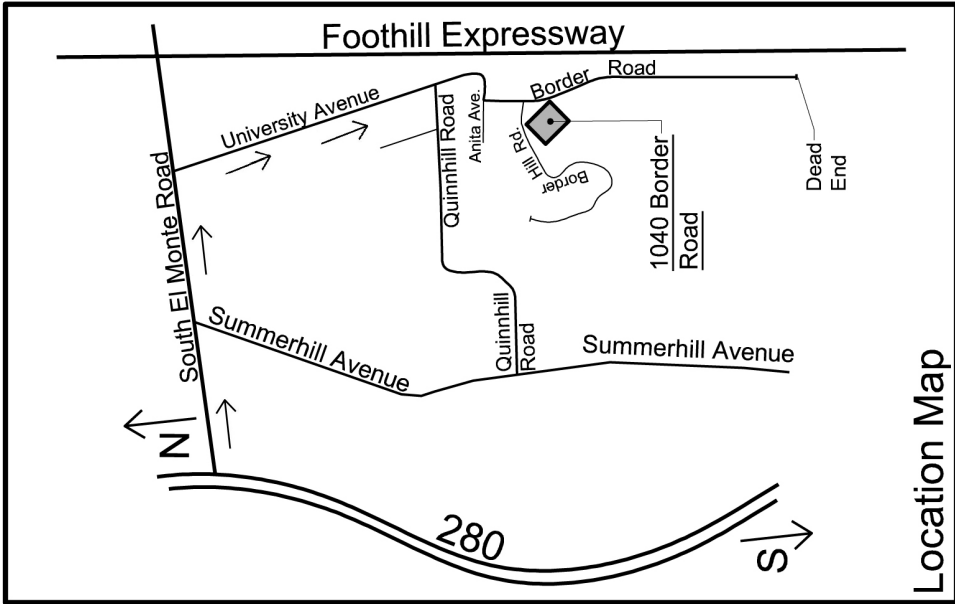 Foothill Expressway
Border Road
University Avenue
Quinnhill Road
Anita Ave.
Border
Hill Rd.
1040 Border
Road
Dead
End
South El Monte Road
Summerhill Avenue
Quinnhill
Road
Summerhill Avenue
N
280
S
Location Map